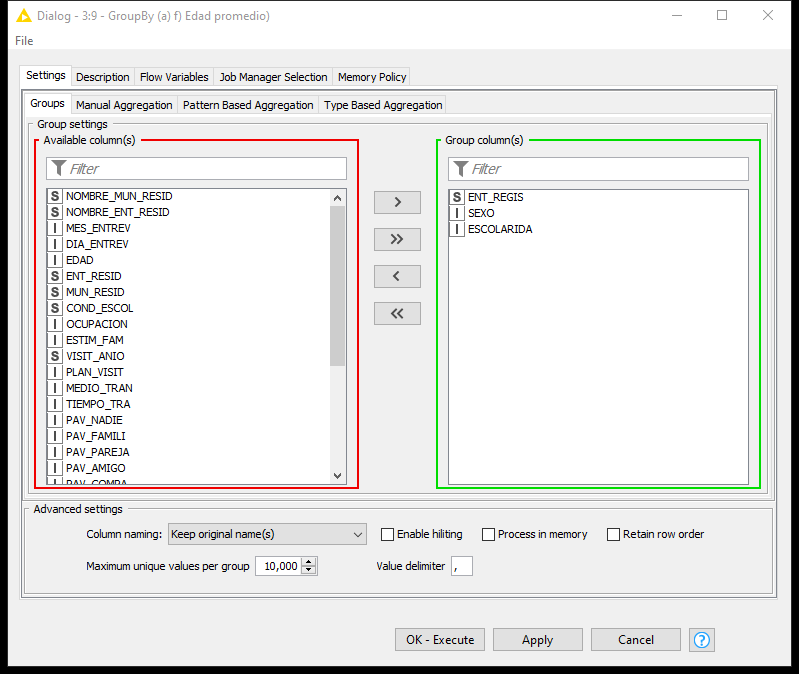 Dialog - 3:9 - GroupBy (a) f) Edad promedio)
File
Settings Description Flow Variables Job Manager Selection Memory Policy
Groups Manual Aggregation Pattern Based Aggregation Type Based Aggregation
Group settings
Available column(s)
Filter
S NOMBRE_MUN_RESID
S NOMBRE_ENT_RESID
I MES_ENTREV
I DIA_ENTREV
I EDAD
S ENT_RESID
S MUN_RESID
S COND_ESCOL
I OCUPACION
I ESTIM_FAM
S VISIT_ANIO
I PLAN_VISIT
I MEDIO_TRAN
I TIEMPO_TRA
I PAV_NADIE
I PAV_FAMILI
I PAV_PAREJA
I PAV_AMIGO
I PAV_COMPA
>
>>
<
<<
Group column(s)
Filter
S ENT_REGIS
I SEXO
I ESCOLARIDA
Advanced settings
Column naming: Keep original name(s) Enable hiliting Process in memory Retain row order
Maximum unique values per group 10,000 Value delimiter ,
OK - Execute Apply Cancel ?